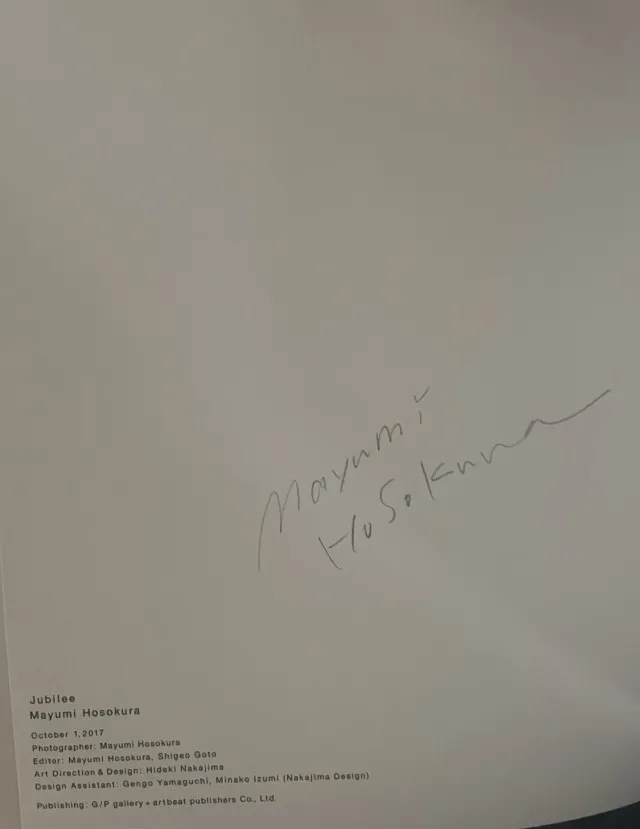 Mayumi
Hosokura
Jubilee
Mayumi Hosokura
October 1,2017
Photographer: Mayumi Hosokura
Editor: Mayumi Hosokura, Shigeo Goto
Art Direction & Design: Hideki Nakajima
Design Assistant: Gengo Yamaguchi, Minako Izumi (Nakajima Design)
Publishing: G/P gallery + artbeat publishers Co., Ltd.